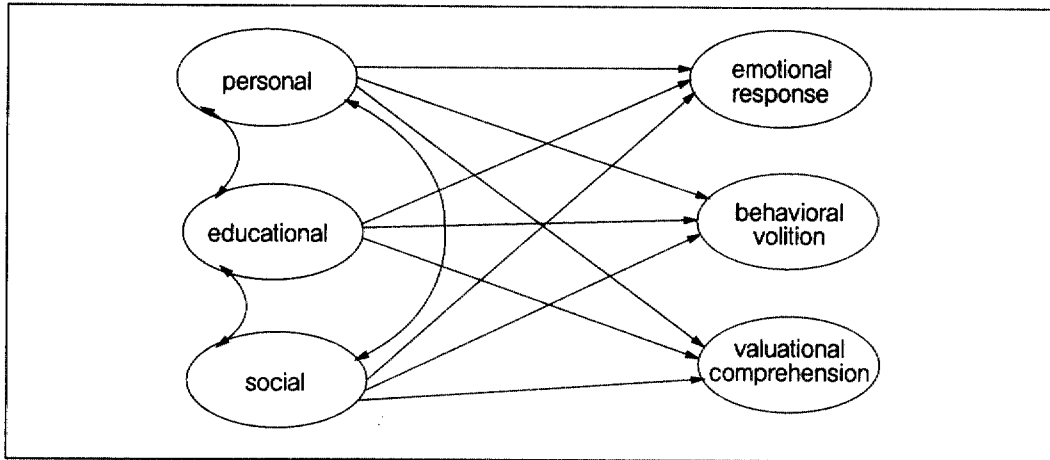 personal
emotional
response
educational
behavioral
volition
social
valuational
comprehension